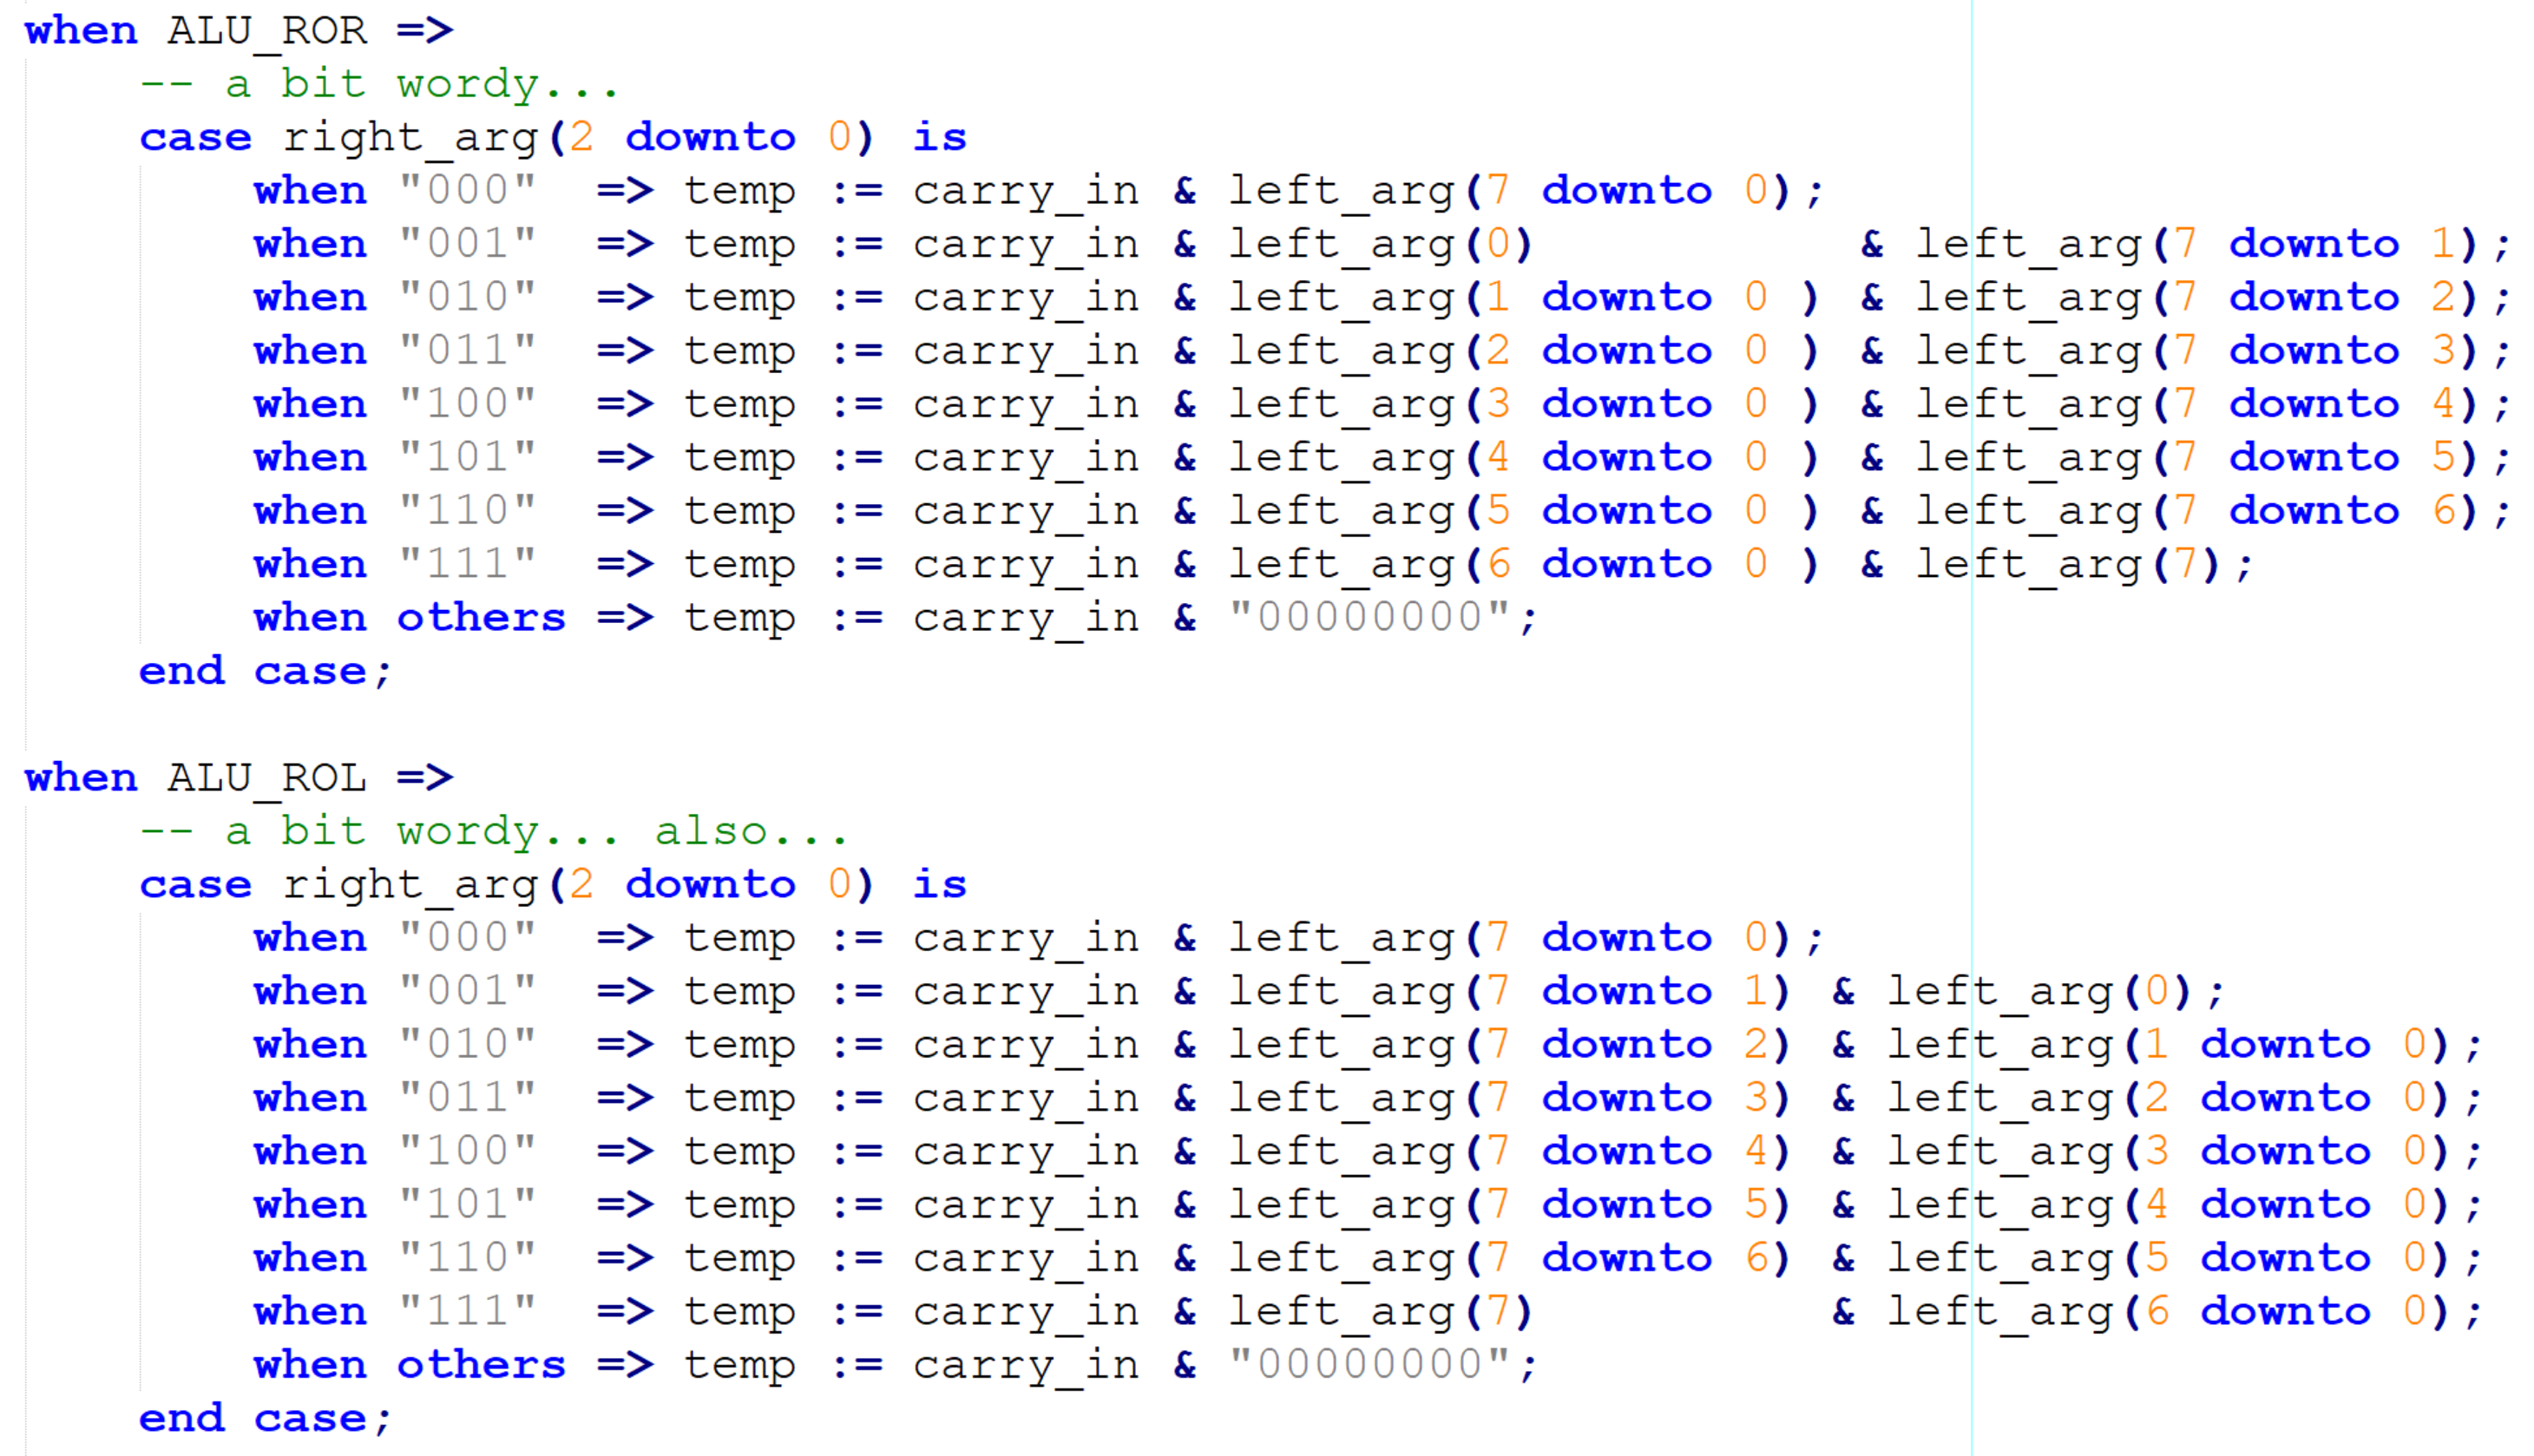 when ALU_ROR =>
    -- a bit wordy...
    case right_arg(2 downto 0) is
        when "000"  => temp := carry_in & left_arg(7 downto 0);
        when "001"  => temp := carry_in & left_arg(0)           & left_arg(7 downto 1);
        when "010"  => temp := carry_in & left_arg(1 downto 0 ) & left_arg(7 downto 2);
        when "011"  => temp := carry_in & left_arg(2 downto 0 ) & left_arg(7 downto 3);
        when "100"  => temp := carry_in & left_arg(3 downto 0 ) & left_arg(7 downto 4);
        when "101"  => temp := carry_in & left_arg(4 downto 0 ) & left_arg(7 downto 5);
        when "110"  => temp := carry_in & left_arg(5 downto 0 ) & left_arg(7 downto 6);
        when "111"  => temp := carry_in & left_arg(6 downto 0 ) & left_arg(7);
        when others => temp := carry_in & "00000000";
    end case;

when ALU_ROL =>
    -- a bit wordy... also...
    case right_arg(2 downto 0) is
        when "000"  => temp := carry_in & left_arg(7 downto 0);
        when "001"  => temp := carry_in & left_arg(7 downto 1) & left_arg(0);
        when "010"  => temp := carry_in & left_arg(7 downto 2) & left_arg(1 downto 0);
        when "011"  => temp := carry_in & left_arg(7 downto 3) & left_arg(2 downto 0);
        when "100"  => temp := carry_in & left_arg(7 downto 4) & left_arg(3 downto 0);
        when "101"  => temp := carry_in & left_arg(7 downto 5) & left_arg(4 downto 0);
        when "110"  => temp := carry_in & left_arg(7 downto 6) & left_arg(5 downto 0);
        when "111"  => temp := carry_in & left_arg(7)          & left_arg(6 downto 0);
        when others => temp := carry_in & "00000000";
    end case;